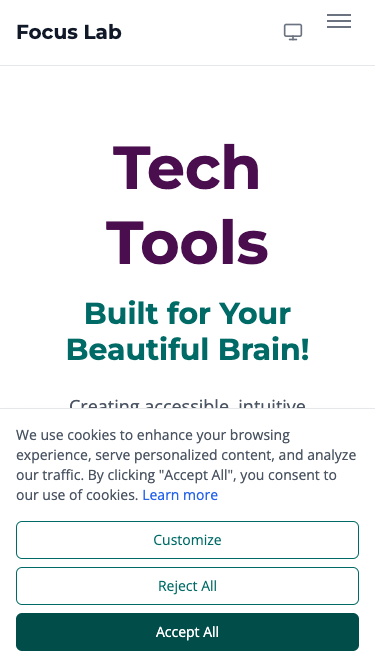 Focus Lab
Tech
Tools
Built for Your
Beautiful Brain!
Creating accessible, intuitive
We use cookies to enhance your browsing
experience, serve personalized content, and analyze
our traffic. By clicking "Accept All", you consent to
our use of cookies. Learn more
Customize
Reject All
Accept All